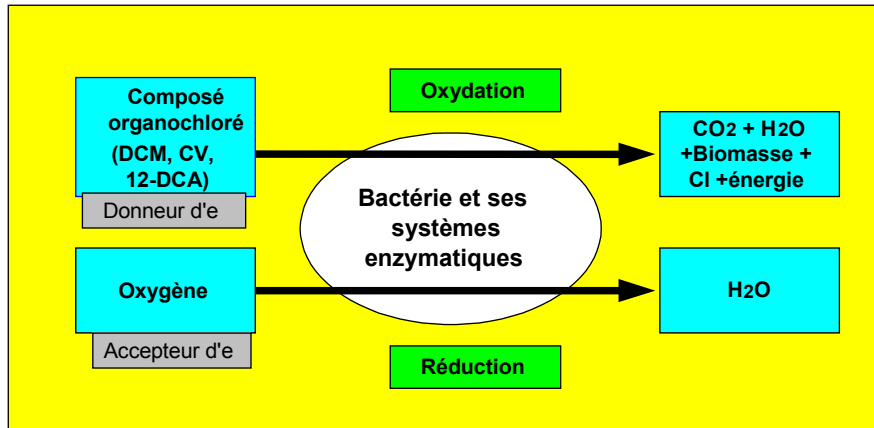 Oxydation
Composé
organochloré
(DCM, CV,
12-DCA)
Donneur d'e
CO2 + H2O
+Biomasse +
Cl +énergie
Bactérie et ses
systèmes
enzymatiques
Oxygène
Accepteur d'e
H2O
Réduction